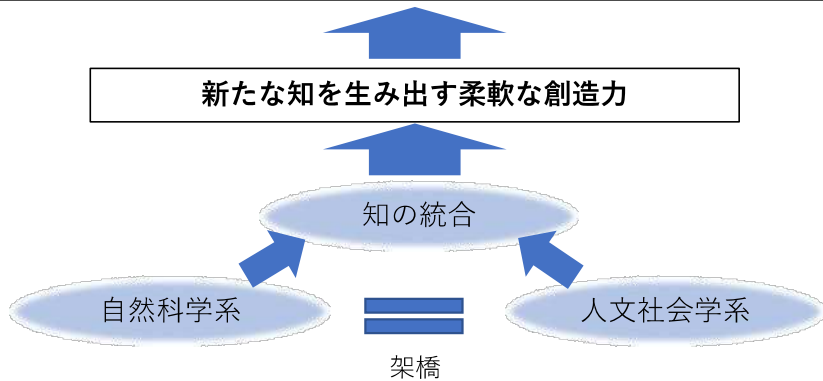 新たな知を生み出す柔軟な創造力
知の統合
自然科学系
人文社会学系
架橋